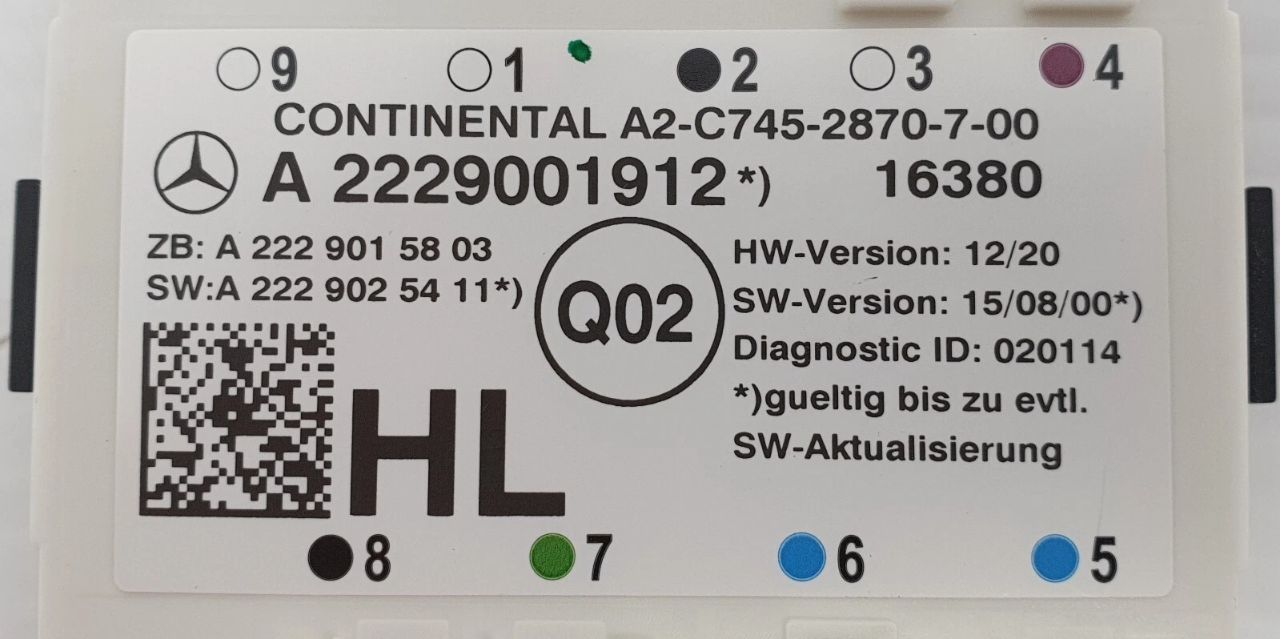 9 1 2 3 4
CONTINENTAL A2-C745-2870-7-00
A 2229001912*) 16380
ZB: A 222 901 58 03
SW:A 222 902 54 11*)
Q02
HW-Version: 12/20
SW-Version: 15/08/00*)
Diagnostic ID: 020114
*)gueltig bis zu evtl.
SW-Aktualisierung
HL
8 7 6 5